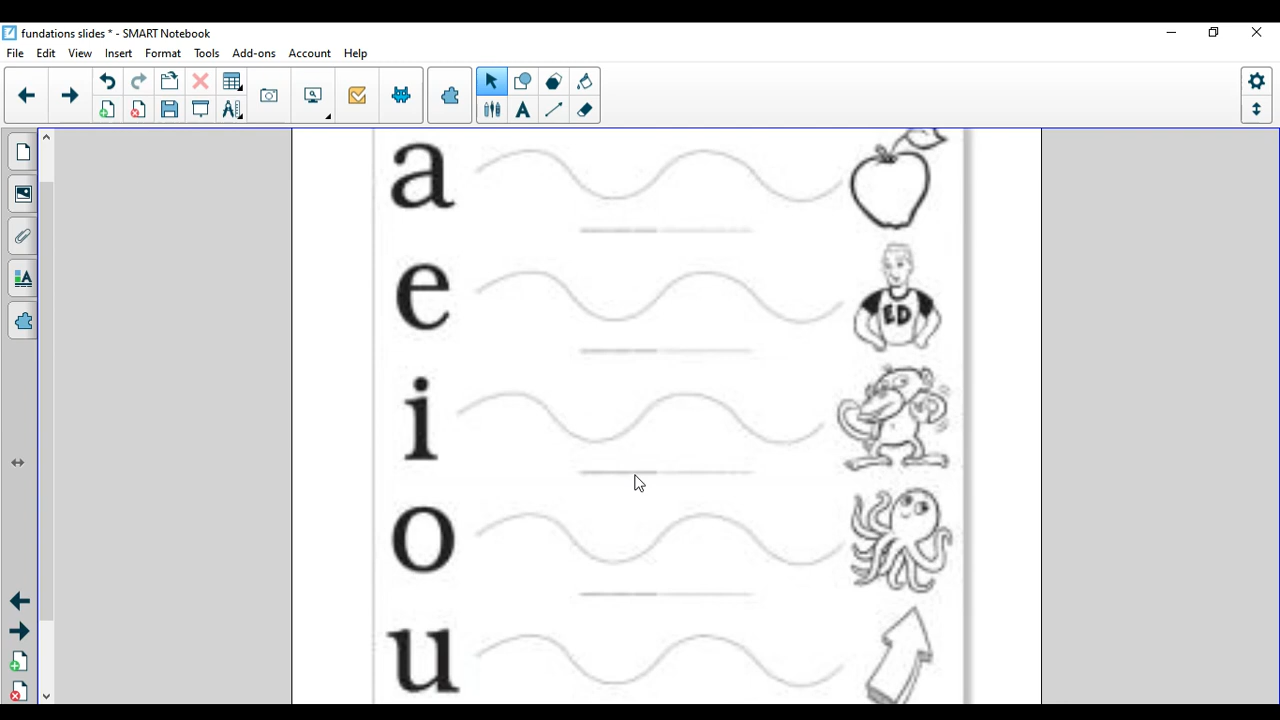 fundations slides * - SMART Notebook
File Edit View Insert Format Tools Add-ons Account Help
a
e
ED
i
o
u